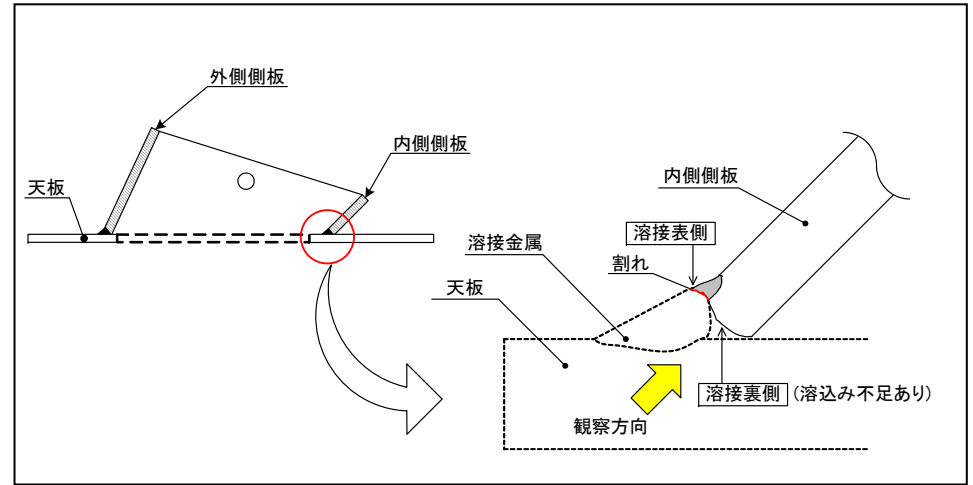 外側側板
内側側板
天板
内側側板
溶接表側
溶接金属
割れ
天板
溶接裏側 (溶込み不足あり)
観察方向